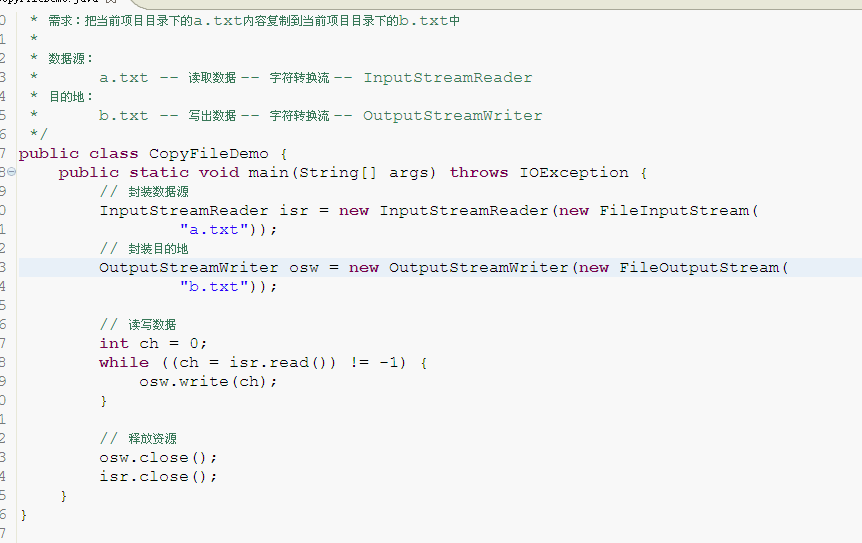 0 * 需求：把当前项目目录下的a.txt内容复制到当前项目目录下的b.txt中
1 *
2 * 数据源：
3 *      a.txt -- 读取数据 -- 字符转换流 -- InputStreamReader
4 * 目的地：
5 *      b.txt -- 写出数据 -- 字符转换流 -- OutputStreamWriter
6 */
7 public class CopyFileDemo {
8     public static void main(String[] args) throws IOException {
9         // 封装数据源
0         InputStreamReader isr = new InputStreamReader(new FileInputStream(
1                 "a.txt"));
2         // 封装目的地
3         OutputStreamWriter osw = new OutputStreamWriter(new FileOutputStream(
4                 "b.txt"));
5
6         // 读写数据
7         int ch = 0;
8         while ((ch = isr.read()) != -1) {
9             osw.write(ch);
0         }
1
2         // 释放资源
3         osw.close();
4         isr.close();
5     }
6 }
7